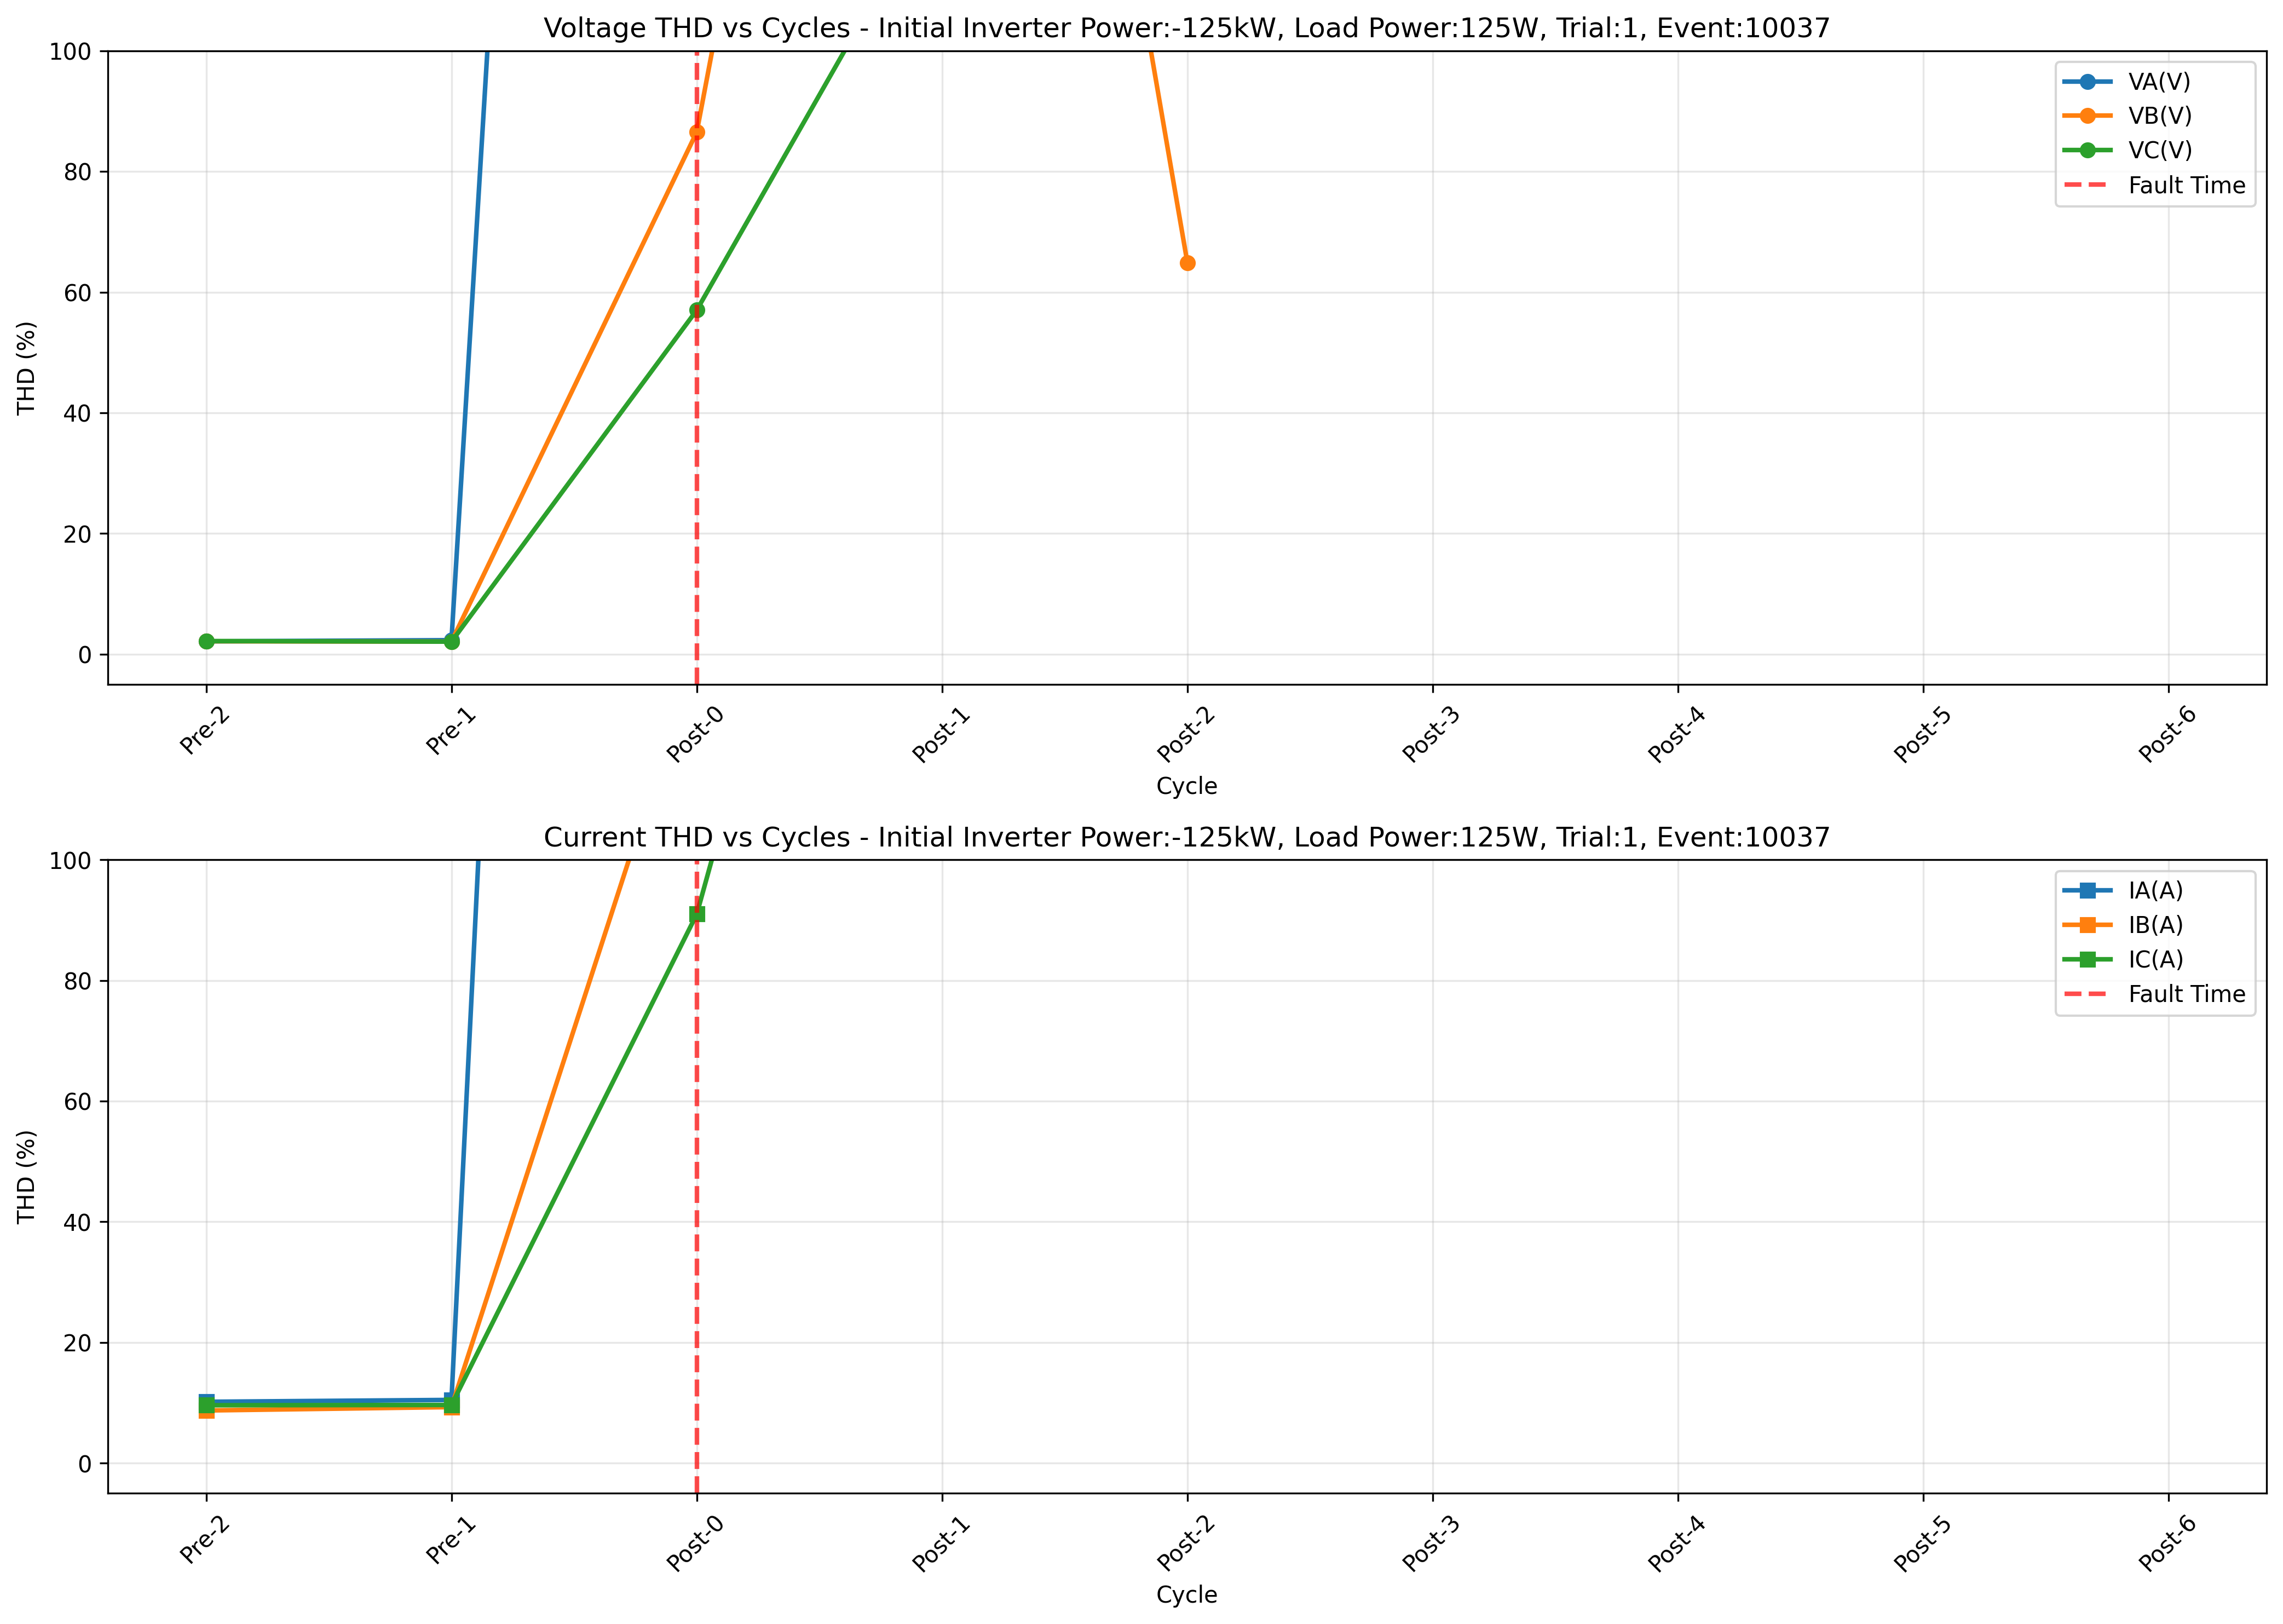 Voltage THD vs Cycles - Initial Inverter Power:-125kW, Load Power:125W, Trial:1, Event:10037
100
80
60
40
20
0
THD (%)
VA(V)
VB(V)
VC(V)
Fault Time
Pre-2
Pre-1
Post-0
Post-1
Post-2
Post-3
Post-4
Post-5
Post-6
Cycle
Current THD vs Cycles - Initial Inverter Power:-125kW, Load Power:125W, Trial:1, Event:10037
100
80
60
40
20
0
THD (%)
IA(A)
IB(A)
IC(A)
Fault Time
Pre-2
Pre-1
Post-0
Post-1
Post-2
Post-3
Post-4
Post-5
Post-6
Cycle